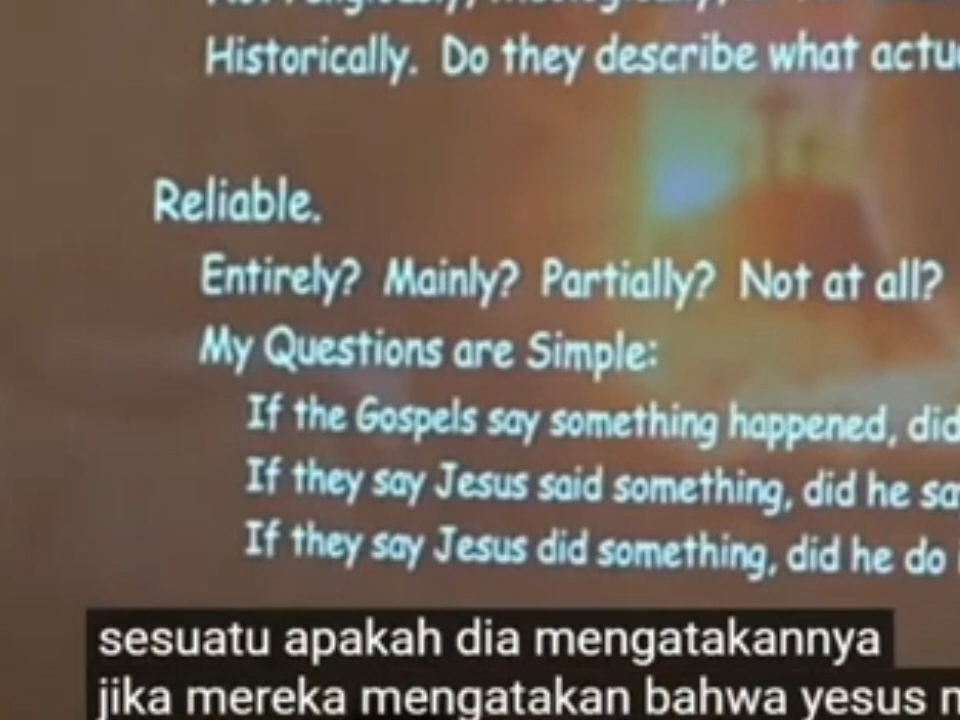 Historically. Do they describe what
Reliable.
Entirely? Mainly? Partially? Not at all?
My Questions are Simple:
If the Gospels say something happened, did
If they say Jesus said something, did he
If they say Jesus did something, did he do
sesuatu apakah dia mengatakannya
jika mereka mengatakan bahwa yesus